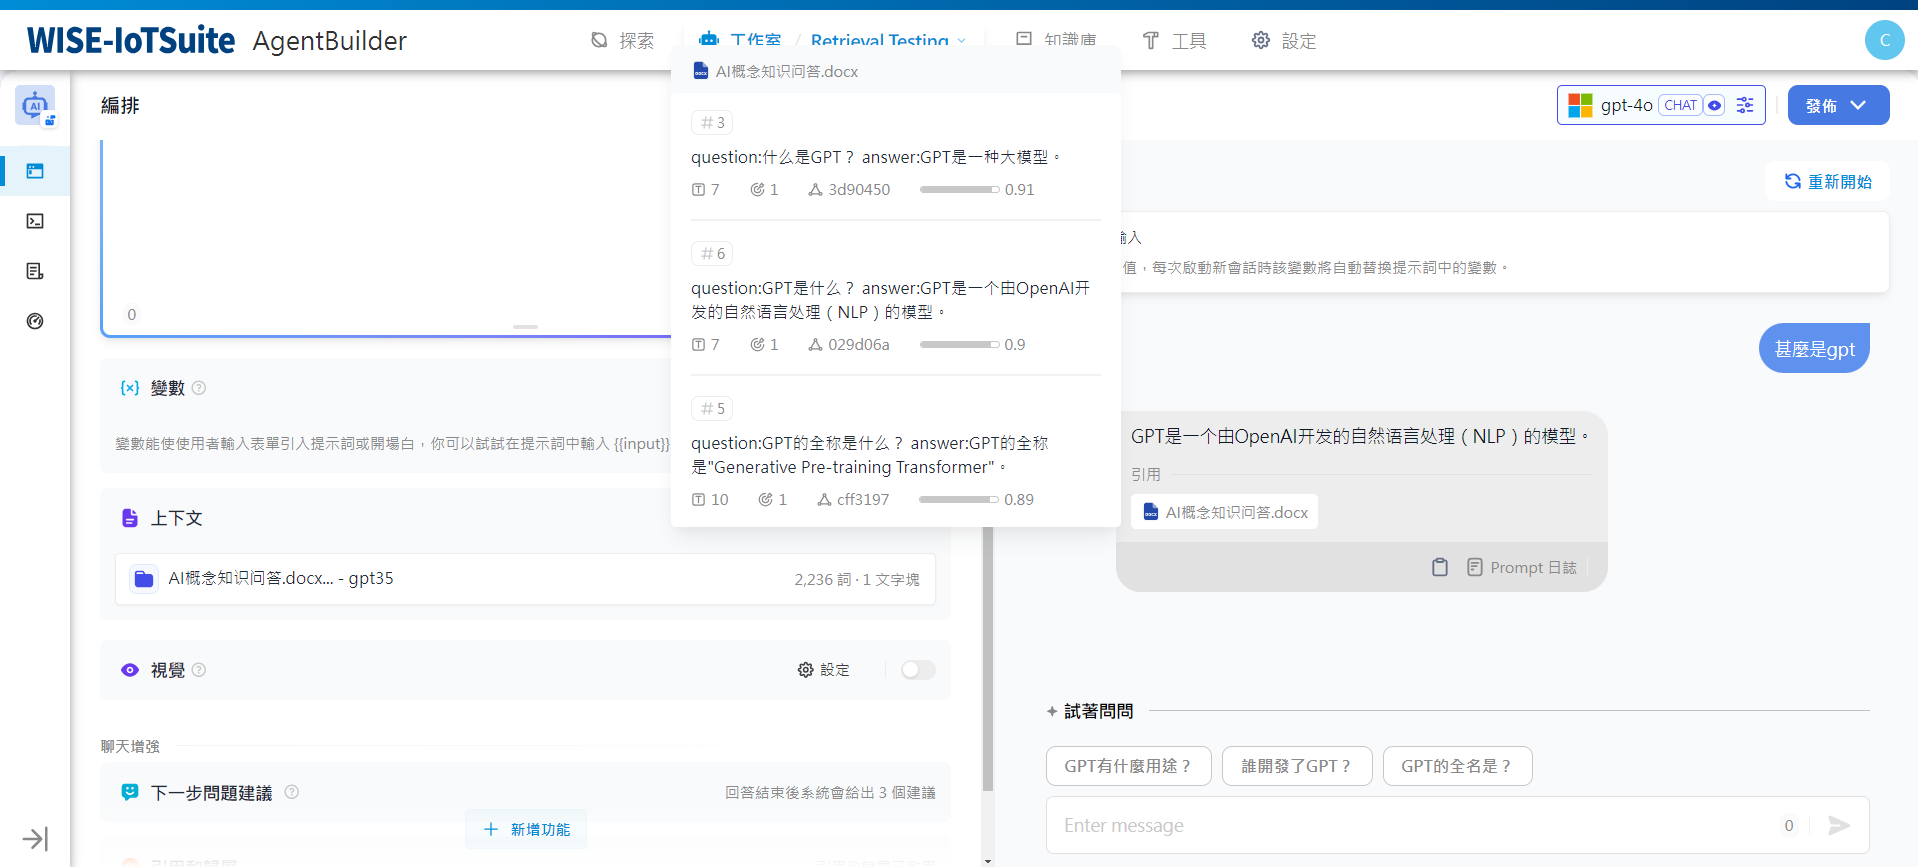 WISE-IoTSuite AgentBuilder
探索
工作室 / Retrieval Testing
知識庫
工具
設定
C
編排
gpt-4o CHAT
發佈
重新開始
0
{x} 變數
變數能使使用者輸入表單引入提示詞或開場白，你可以試試在提示詞中輸入 {{input}}
上下文
AI概念知识问答.docx... - gpt35
2,236 詞 · 1 文字塊
視覺
設定
聊天增強
下一步問題建議
回答結束後系統會給出 3 個建議
新增功能
AI概念知识问答.docx
# 3
question:什么是GPT？ answer:GPT是一种大模型。
7 1 3d90450 0.91
# 6
question:GPT是什么？ answer:GPT是一个由OpenAI开
发的自然语言处理（NLP）的模型。
7 1 029d06a 0.9
# 5
question:GPT的全称是什么？ answer:GPT的全称
是"Generative Pre-training Transformer"。
10 1 cff3197 0.89
輸入
值，每次啟動新會話時該變數將自動替換提示詞中的變數。
甚麼是gpt
GPT是一个由OpenAI开发的自然语言处理（NLP）的模型。
引用
AI概念知识问答.docx
Prompt 日誌
試著問問
GPT有什麼用途？
誰開發了GPT？
GPT的全名是？
Enter message
0